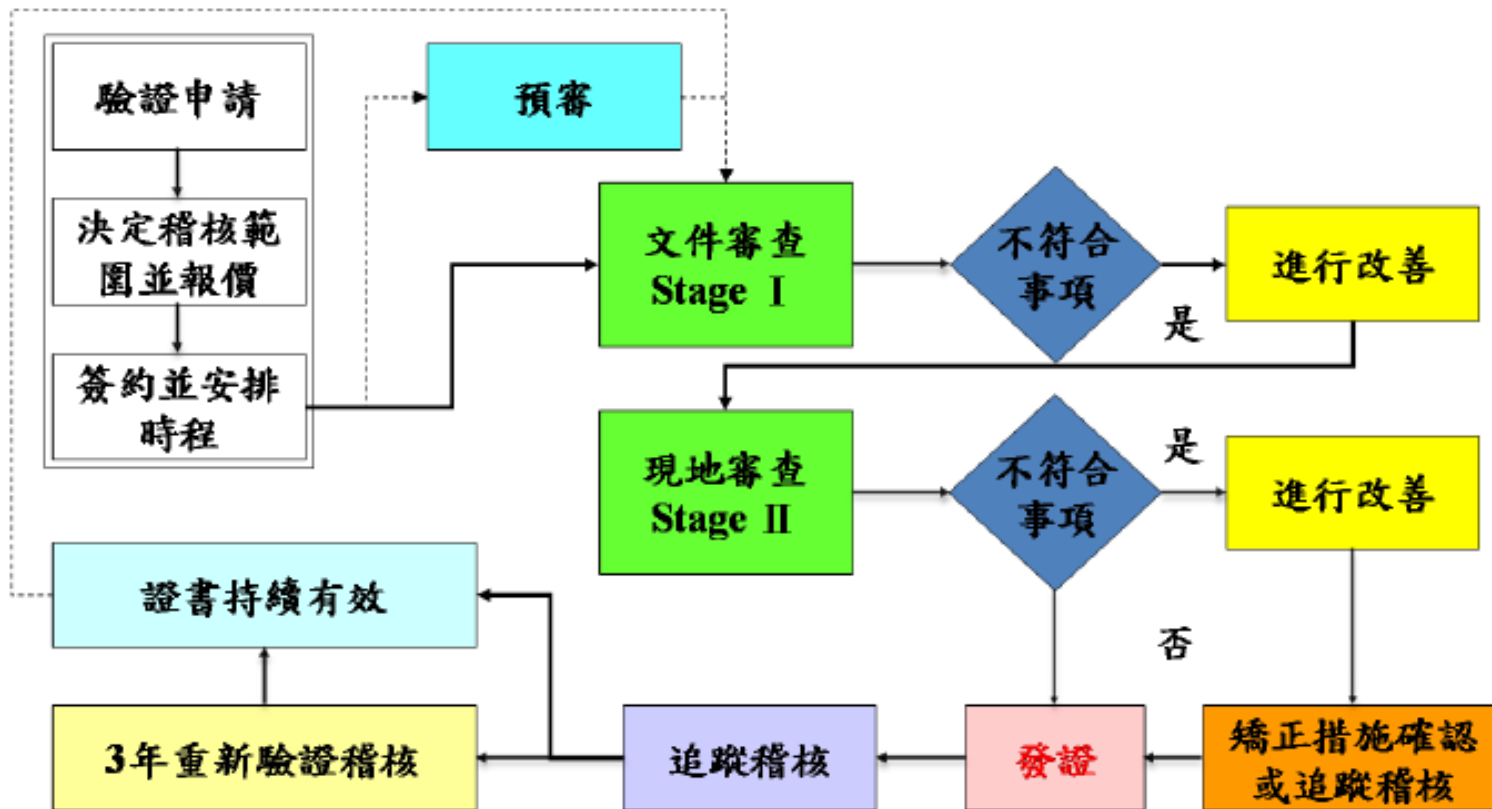 驗證申請
預審
決定稽核範
圍並報價
簽約並安排
時程
文件審查
Stage I
不符合
事項
是
進行改善
現地審查
Stage II
不符合
事項
是
進行改善
證書持續有效
否
3年重新驗證稽核
追蹤稽核
發證
矯正措施確認
或追蹤稽核